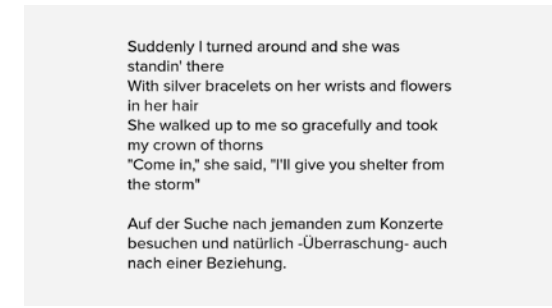 Suddenly I turned around and she was
standin' there
With silver bracelets on her wrists and flowers
in her hair
She walked up to me so gracefully and took
my crown of thorns
"Come in," she said, "I'll give you shelter from
the storm"
Auf der Suche nach jemanden zum Konzerte
besuchen und natürlich -Überraschung- auch
nach einer Beziehung.